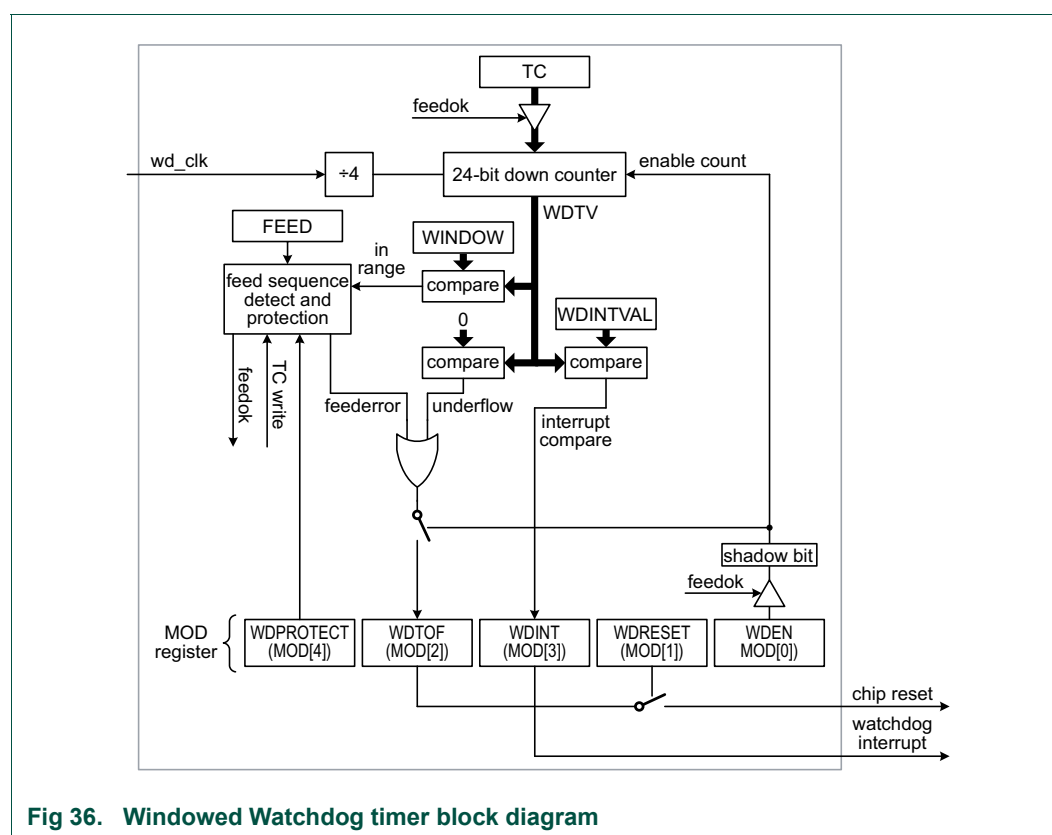 TC
feedok
wd_clk
÷4
24-bit down counter
enable count
WDTV
FEED
WINDOW
in
range
feed sequence
detect and
protection
compare
0
WDINTVAL
compare
compare
feedok
TC write
feederror
underflow
interrupt
compare
shadow bit
feedok
MOD
register
WDPROTECT
(MOD[4])
WDTOF
(MOD[2])
WDINT
(MOD[3])
WDRESET
(MOD[1])
WDEN
MOD[0])
chip reset
watchdog
interrupt
Fig 36. Windowed Watchdog timer block diagram